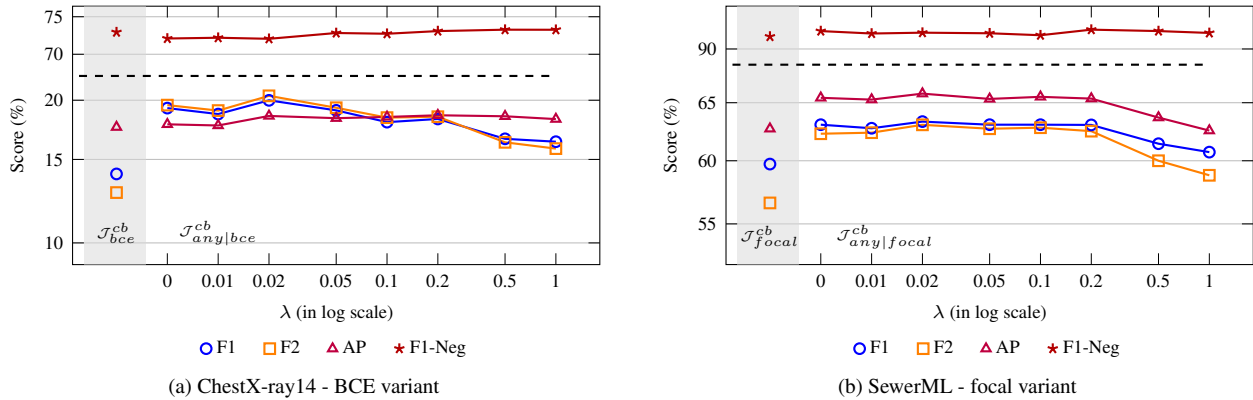 75
70
20
15
10
Score (%)
𝒥^{cb}_{bce}
𝒥^{cb}_{any|bce}
0 0.01 0.02 0.05 0.1 0.2 0.5 1
λ (in log scale)
F1 F2 AP F1-Neg
(a) ChestX-ray14 - BCE variant
90
65
60
55
Score (%)
𝒥^{cb}_{focal}
𝒥^{cb}_{any|focal}
0 0.01 0.02 0.05 0.1 0.2 0.5 1
λ (in log scale)
F1 F2 AP F1-Neg
(b) SewerML - focal variant